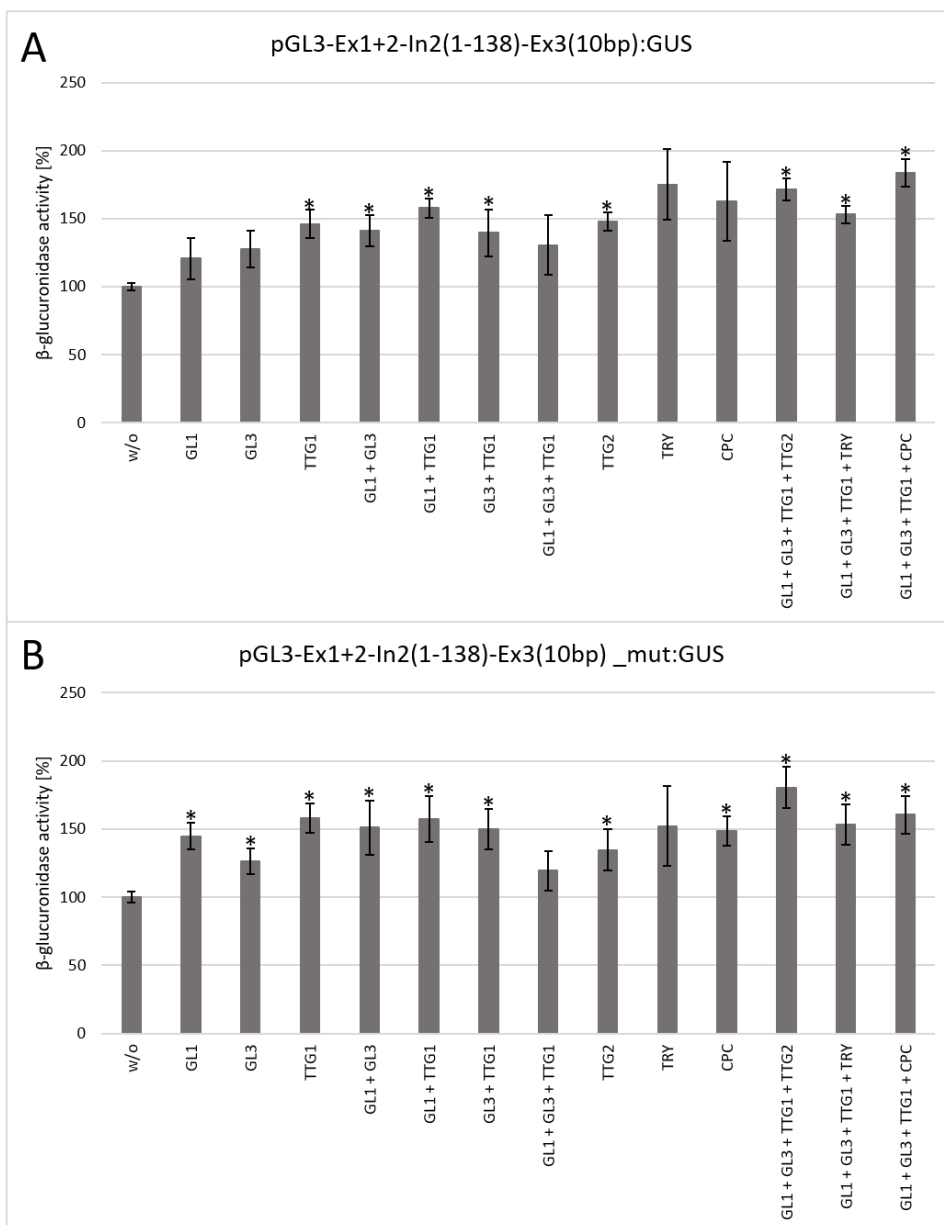 A
pGL3-Ex1+2-In2(1-138)-Ex3(10bp):GUS
β-glucuronidase activity [%]
250
200
150
100
50
0
*
*
*
*
*
*
*
*
w/o
GL1
GL3
TTG1
GL1 + GL3
GL1 + TTG1
GL3 + TTG1
GL1 + GL3 + TTG1
TTG2
TRY
CPC
GL1 + GL3 + TTG1 + TTG2
GL1 + GL3 + TTG1 + TRY
GL1 + GL3 + TTG1 + CPC
B
pGL3-Ex1+2-In2(1-138)-Ex3(10bp) _mut:GUS
β-glucuronidase activity [%]
250
200
150
100
50
0
*
*
*
*
*
*
*
*
*
*
*
w/o
GL1
GL3
TTG1
GL1 + GL3
GL1 + TTG1
GL3 + TTG1
GL1 + GL3 + TTG1
TTG2
TRY
CPC
GL1 + GL3 + TTG1 + TTG2
GL1 + GL3 + TTG1 + TRY
GL1 + GL3 + TTG1 + CPC